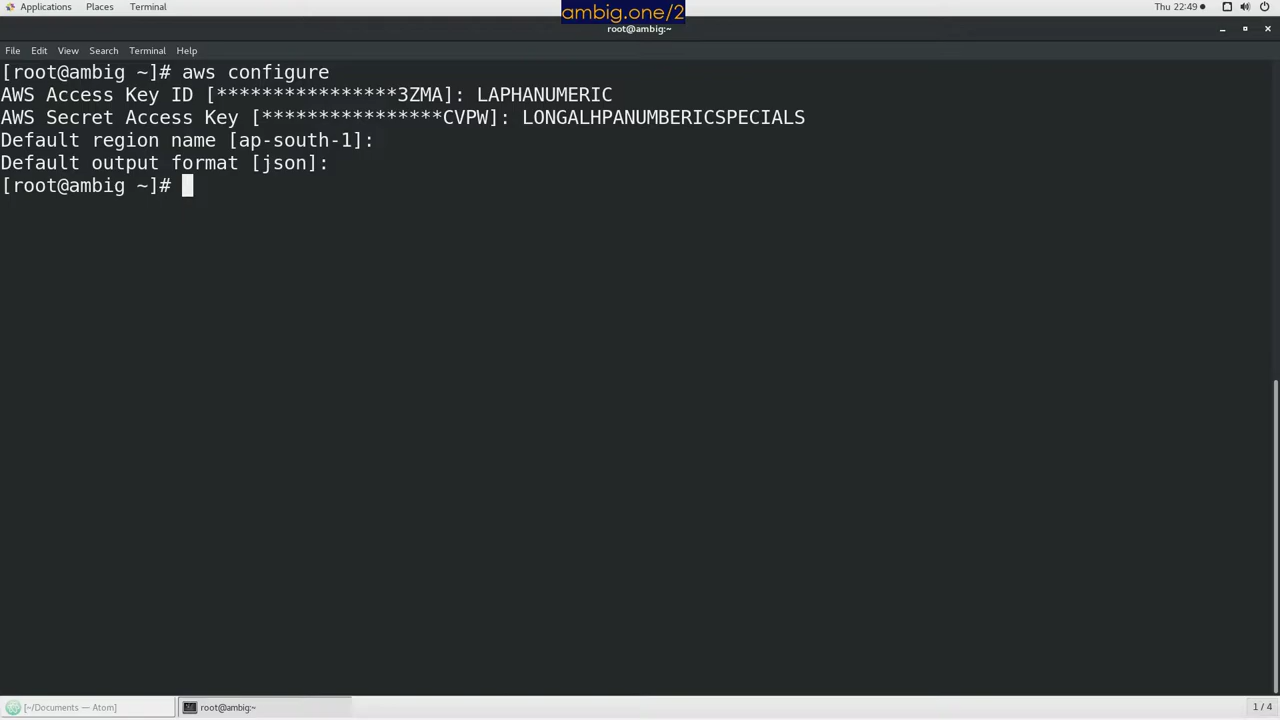 Applications Places Terminal
ambig.one/2
Thu 22:49
root@ambig:~
File Edit View Search Terminal Help
[root@ambig ~]# aws configure
AWS Access Key ID [****************3ZMA]: LAPHANUMERIC
AWS Secret Access Key [****************CVPW]: LONGALHPANUMBERICSPECIALS
Default region name [ap-south-1]:
Default output format [json]:
[root@ambig ~]#
[~/Documents — Atom]
root@ambig:~
1 / 4